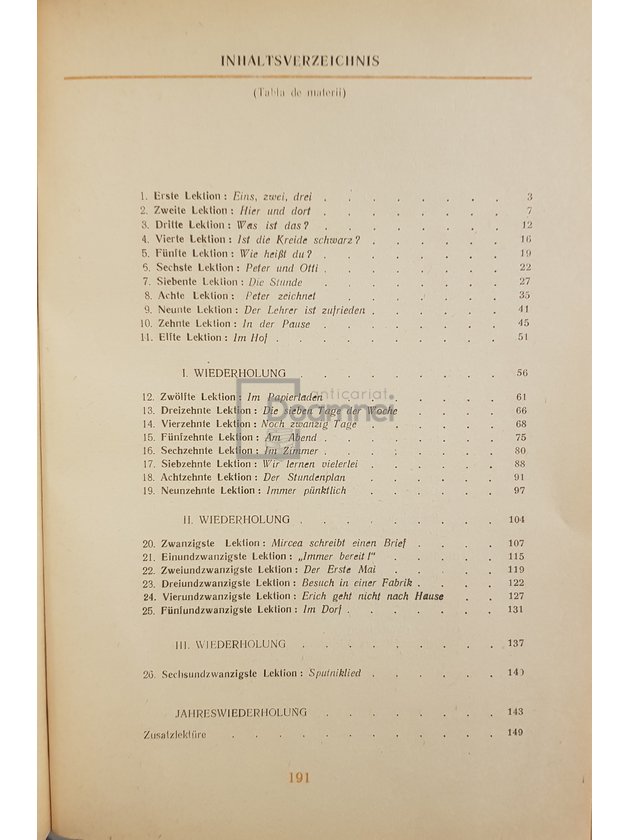 INHALTSVERZEICHNIS
(Tabla de materii)
1. Erste Lektion : Eins, zwei, drei . . . . . . . . 3
2. Zweite Lektion : Hier und dort . . . . . . . . 7
3. Dritte Lektion : Was ist das ? . . . . . . . . 12
4. Vierte Lektion : Ist die Kreide schwarz ? . . . . . . 16
5. Fünfte Lektion : Wie heißt du ? . . . . . . . . 19
6. Sechste Lektion : Peter und Otti . . . . . . . . 22
7. Siebente Lektion : Die Stunde . . . . . . . . 27
8. Achte Lektion : Peter zeichnet . . . . . . 35
9. Neunte Lektion : Der Lehrer ist zufrieden . . . . . . 41
10. Zehnte Lektion : In der Pause . . . . . . . . 45
11. Elfte Lektion : Im Hof . . . . . . . . . . 51
I. WIEDERHOLUNG . . . . . . . . . 56
anticariat
Doamnei
12. Zwölfte Lektion : Im Papierladen . . . . . . . 61
13. Dreizehnte Lektion : Die sieben Tage der Woche . . . . 66
14. Vierzehnte Lektion : Noch zwanzig Tage . . . . . . 68
15. Fünfzehnte Lektion : Am Abend . . . . . . . . 75
16. Sechzehnte Lektion : Im Zimmer . . . . . . . . 80
17. Siebzehnte Lektion : Wir lernen vielerlei . . . . . . 88
18. Achtzehnte Lektion : Der Stundenplan . . . . . . 91
19. Neunzehnte Lektion : Immer pünktlich . . . . . . 97
II. WIEDERHOLUNG . . . . . . . . . 104
20. Zwanzigste Lektion : Mircea schreibt einen Brief . . . . 107
21. Einundzwanzigste Lektion : „Immer bereit !“ . . . . . 115
22. Zweiundzwanzigste Lektion : Der Erste Mai . . . . . 119
23. Dreiundzwanzigste Lektion : Besuch in einer Fabrik . . . . 122
24. Vierundzwanzigste Lektion : Erich geht nicht nach Hause . . 127
25. Fünfundzwanzigste Lektion : Im Dorf . . . . . . . 131
III. WIEDERHOLUNG . . . . . . . . . 137
26. Sechsundzwanzigste Lektion : Sputniklied . . . . . . 140
JAHRESWIEDERHOLUNG . . . . . . . . 143
Zusatzlektüre . . . . . . . . . . . 149
191